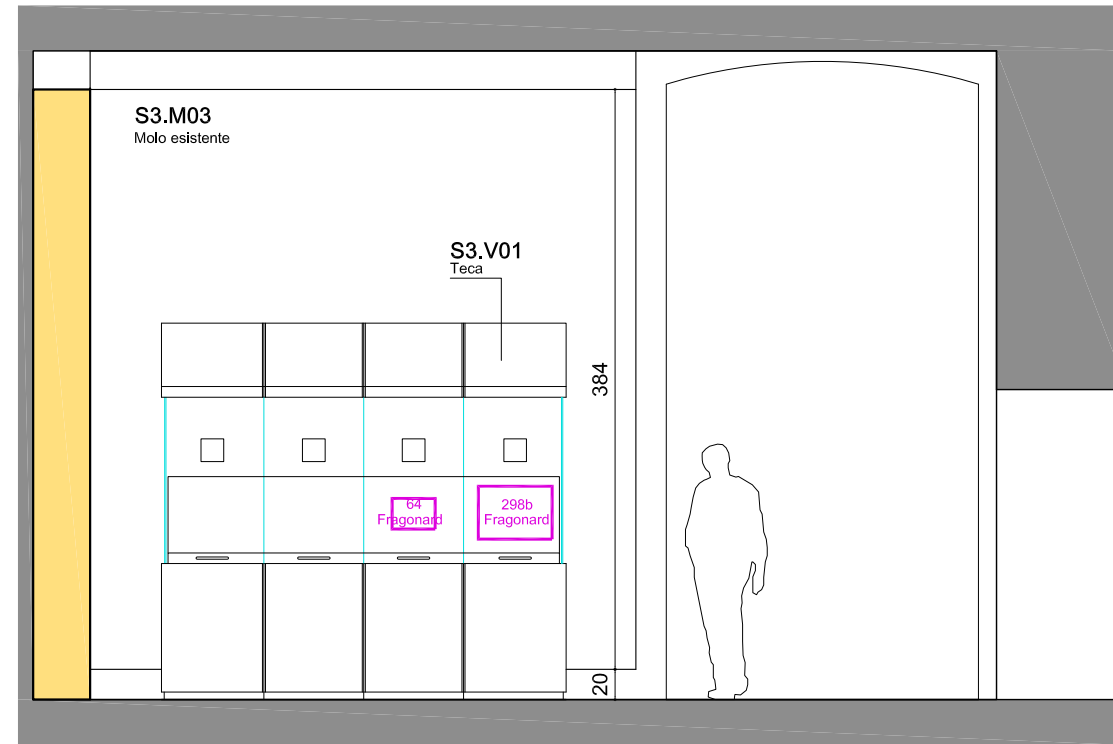 S3.M03
Molo esistente
S3.V01
Teca
384
64
Fragonard
298b
Fragonard
20